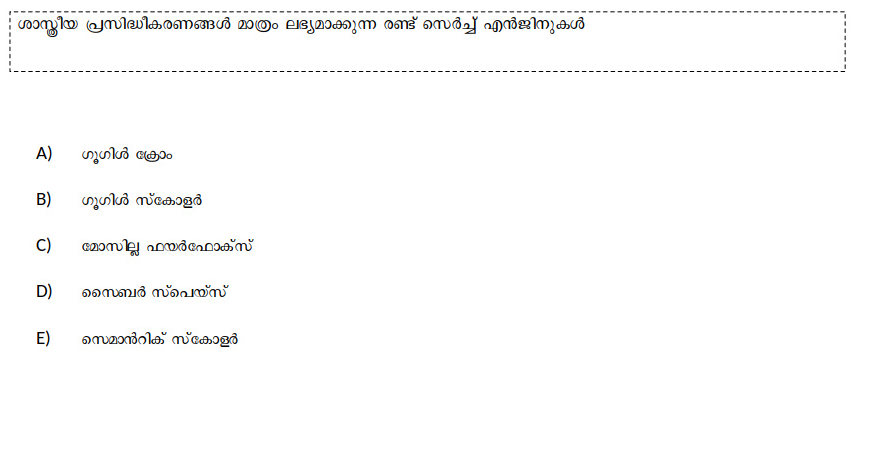 ശാസ്ത്രീയ പ്രസിദ്ധീകരണങ്ങൾ മാത്രം ലഭ്യമാക്കുന്ന രണ്ട് സെർച്ച് എൻജിനുകൾ
A) ഗൂഗിൾ ക്രോം
B) ഗൂഗിൾ സ്കോളർ
C) മോസില്ല ഫയർഫോക്സ്
D) സൈബർ സ്പെയ്സ്
E) സെമാൻറിക് സ്കോളർ